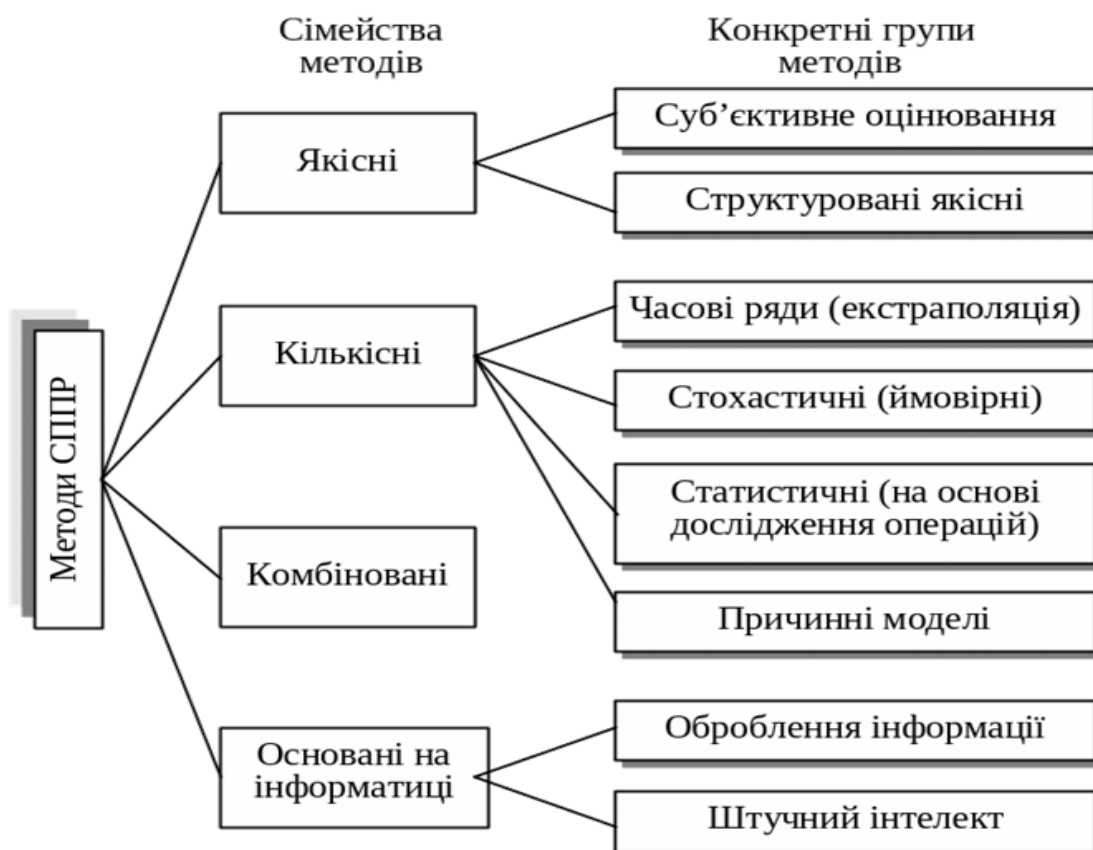 Сімейства
методів
Конкретні групи
методів
Методи СППР
Якісні
Суб’єктивне оцінювання
Структуровані якісні
Кількісні
Часові ряди (екстраполяція)
Стохастичні (ймовірні)
Статистичні (на основі
дослідження операцій)
Причинні моделі
Комбіновані
Основані на
інформатиці
Оброблення інформації
Штучний інтелект